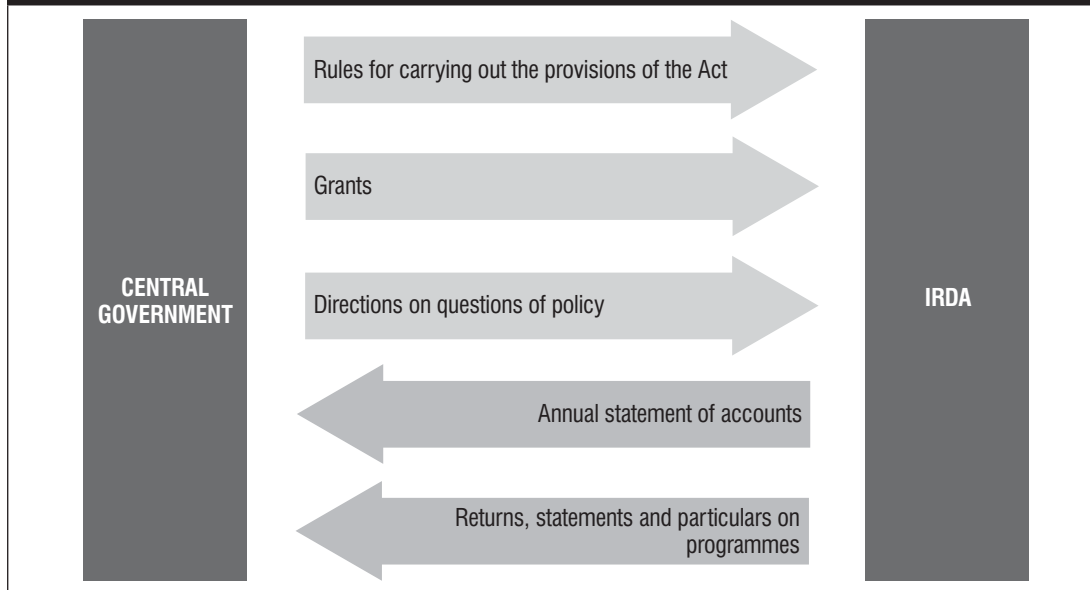 CENTRAL
GOVERNMENT
Rules for carrying out the provisions of the Act
Grants
Directions on questions of policy
Annual statement of accounts
Returns, statements and particulars on
programmes
IRDA